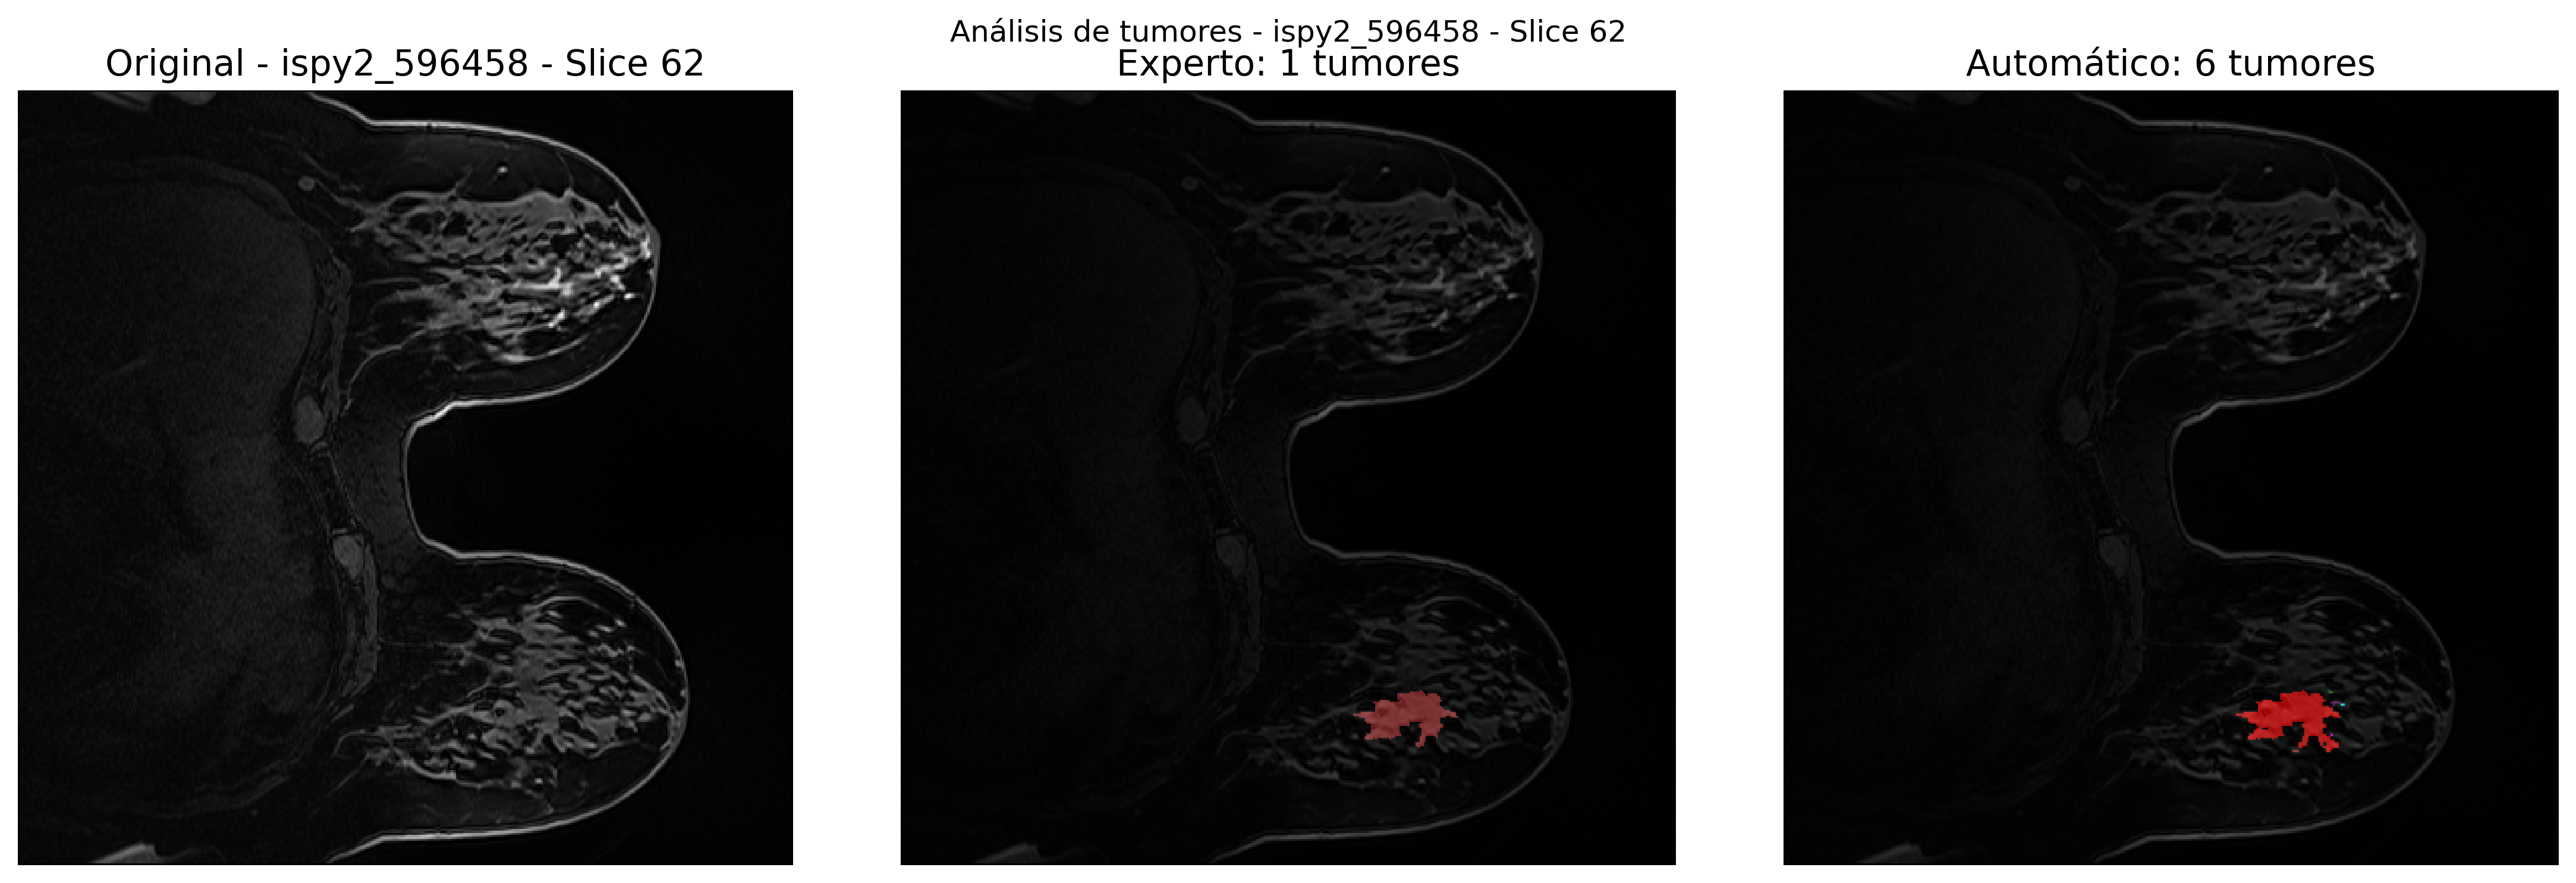 Análisis de tumores - ispy2_596458 - Slice 62
Original - ispy2_596458 - Slice 62
Experto: 1 tumores
Automático: 6 tumores